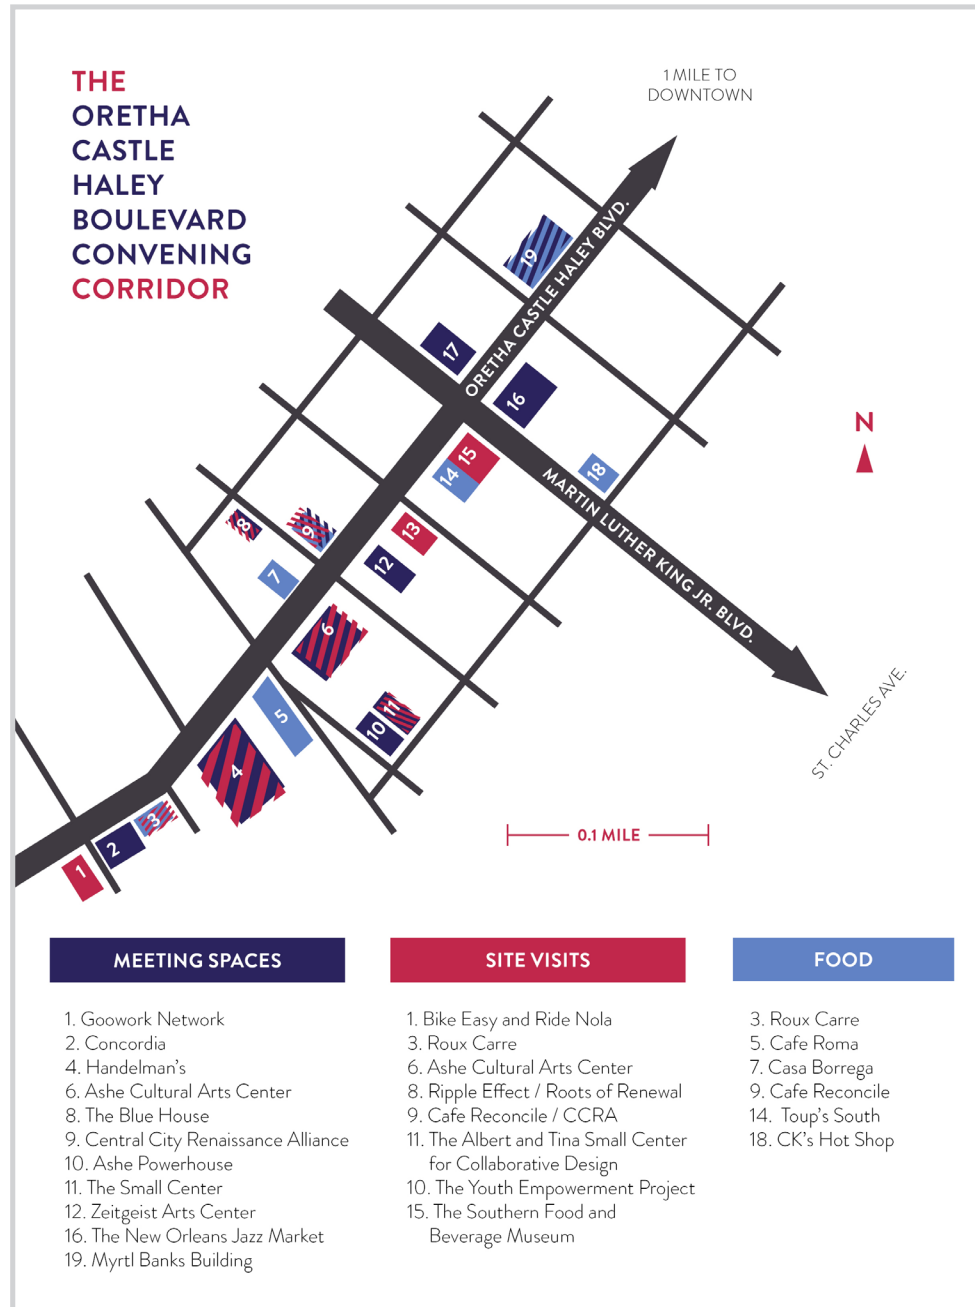 THE
ORETHA
CASTLE
HALEY
BOULEVARD
CONVENING
CORRIDOR
1 MILE TO
DOWNTOWN
ORETHA CASTLE HALEY BLVD.
MARTIN LUTHER KING JR. BLVD.
ST. CHARLES AVE.
N
19
17
16
15
14
18
13
12
9
8
7
6
11
10
5
4
3
2
1
0.1 MILE
MEETING SPACES
1. Goowork Network
2. Concordia
4. Handelman's
6. Ashe Cultural Arts Center
8. The Blue House
9. Central City Renaissance Alliance
10. Ashe Powerhouse
11. The Small Center
12. Zeitgeist Arts Center
16. The New Orleans Jazz Market
19. Myrtl Banks Building
SITE VISITS
1. Bike Easy and Ride Nola
3. Roux Carre
6. Ashe Cultural Arts Center
8. Ripple Effect / Roots of Renewal
9. Cafe Reconcile / CCRA
11. The Albert and Tina Small Center
for Collaborative Design
10. The Youth Empowerment Project
15. The Southern Food and
Beverage Museum
FOOD
3. Roux Carre
5. Cafe Roma
7. Casa Borrega
9. Cafe Reconcile
14. Toup's South
18. CK's Hot Shop